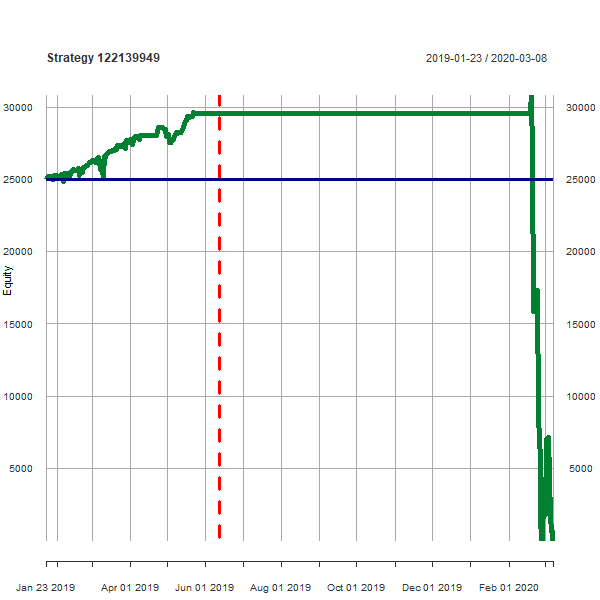 Strategy 122139949
2019-01-23 / 2020-03-08
30000
30000
25000
25000
20000
20000
Equity
15000
15000
10000
10000
5000
5000
Jan 23 2019
Apr 01 2019
Jun 01 2019
Aug 01 2019
Oct 01 2019
Dec 01 2019
Feb 01 2020